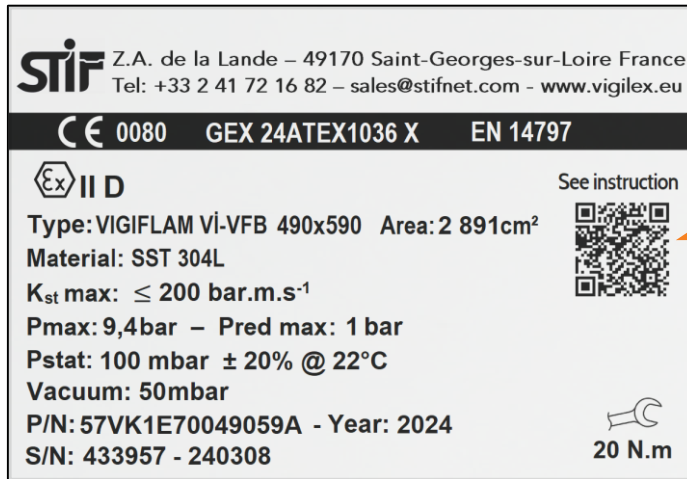 STIF
Z.A. de la Lande – 49170 Saint-Georges-sur-Loire France
Tel: +33 2 41 72 16 82 – sales@stifnet.com - www.vigilex.eu
CE 0080 GEX 24ATEX1036 X EN 14797
Ex II D
See instruction
Type: VIGIFLAM Vİ-VFB 490x590 Area: 2 891cm²
Material: SST 304L
Kst max: ≤ 200 bar.m.s⁻¹
Pmax: 9,4bar – Pred max: 1 bar
Pstat: 100 mbar ± 20% @ 22°C
Vacuum: 50mbar
P/N: 57VK1E70049059A - Year: 2024
S/N: 433957 - 240308
20 N.m